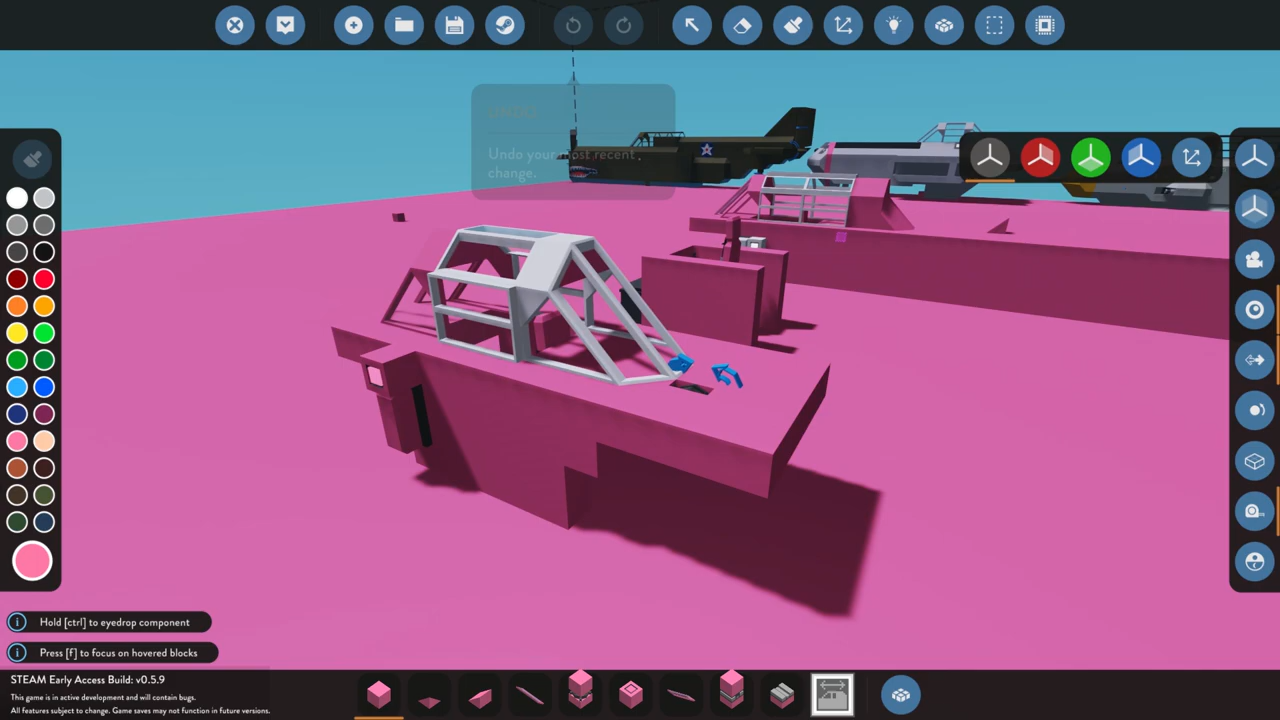 Undo your most recent
change.
Hold [ctrl] to eyedrop component
Press [f] to focus on hovered blocks
STEAM Early Access Build: v0.5.9
This game is in active development and will contain bugs.
All features subject to change. Game saves may not function in future versions.